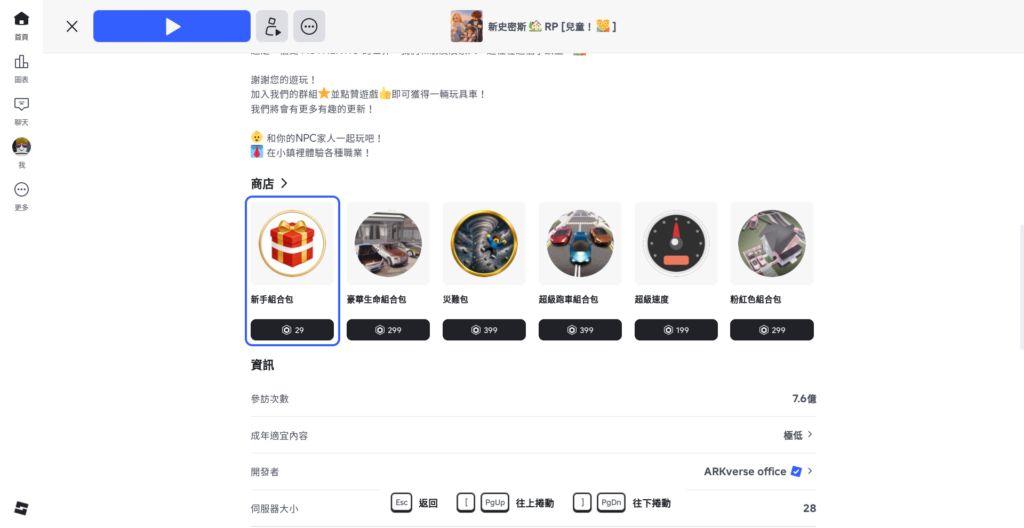 新史密斯 🏡 RP [兒童！ 👶 ]
首頁
圖表
聊天
我
更多
謝謝您的遊玩！
加入我們的群組⭐並點贊遊戲👍即可獲得一輛玩具車！
我們將會有更多有趣的更新！
👶 和你的NPC家人一起玩吧！
在小鎮裡體驗各種職業！
商店
新手組合包
豪華生命組合包
災難包
超級跑車組合包
超級速度
粉紅色組合包
29
299
399
399
199
299
資訊
參訪次數
7.6億
成年適宜內容
極低
開發者
ARKverse office
伺服器大小
28
Esc 返回
[ PgUp 往上捲動
] PgDn 往下捲動